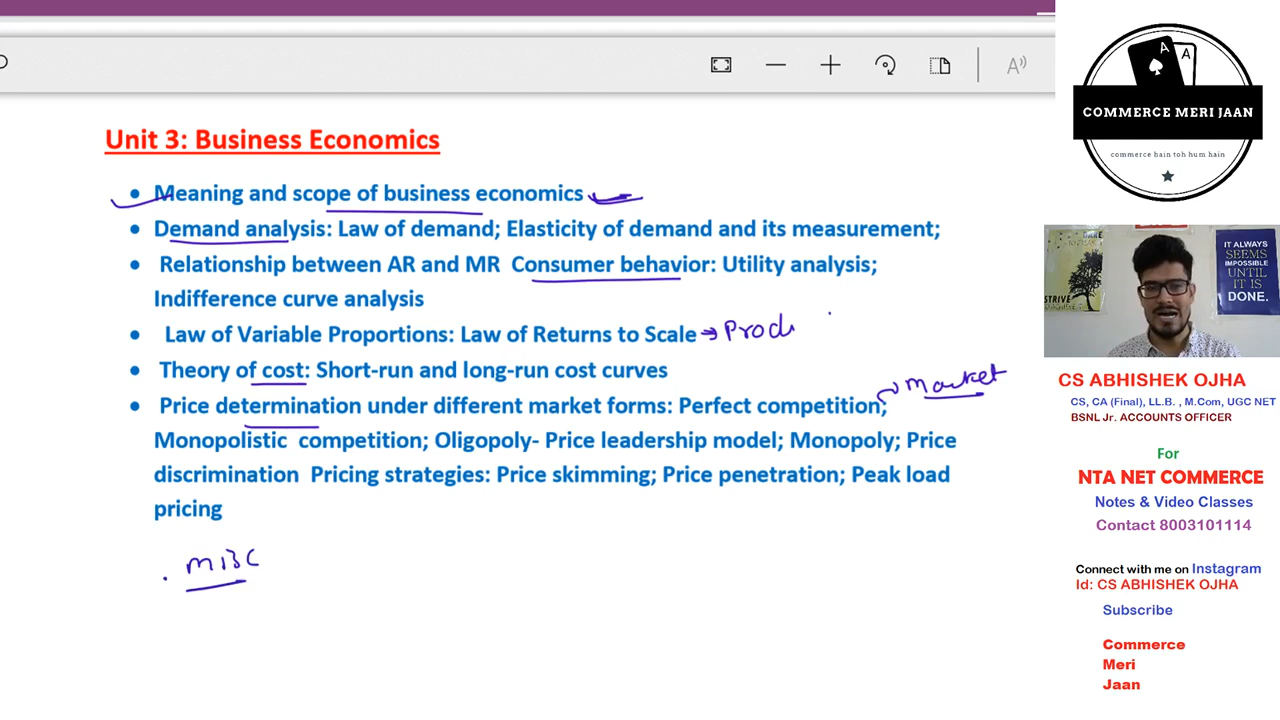 Unit 3: Business Economics
• Meaning and scope of business economics
• Demand analysis: Law of demand; Elasticity of demand and its measurement;
• Relationship between AR and MR Consumer behavior: Utility analysis;
Indifference curve analysis
• Law of Variable Proportions: Law of Returns to Scale → Prod
• Theory of cost: Short-run and long-run cost curves
market
• Price determination under different market forms: Perfect competition;
Monopolistic competition; Oligopoly- Price leadership model; Monopoly; Price
discrimination Pricing strategies: Price skimming; Price penetration; Peak load
pricing
A
A
COMMERCE MERI JAAN
commerce hain toh hum hain
STRIVE
IT ALWAYS
SEEMS
IMPOSSIBLE
UNTIL
IT IS
DONE.
CS ABHISHEK OJHA
CS, CA (Final), LL.B. , M.Com, UGC NET
BSNL Jr. ACCOUNTS OFFICER
For
NTA NET COMMERCE
Notes & Video Classes
Contact 8003101114
Connect with me on Instagram
Id: CS ABHISHEK OJHA
Subscribe
Commerce
Meri
Jaan